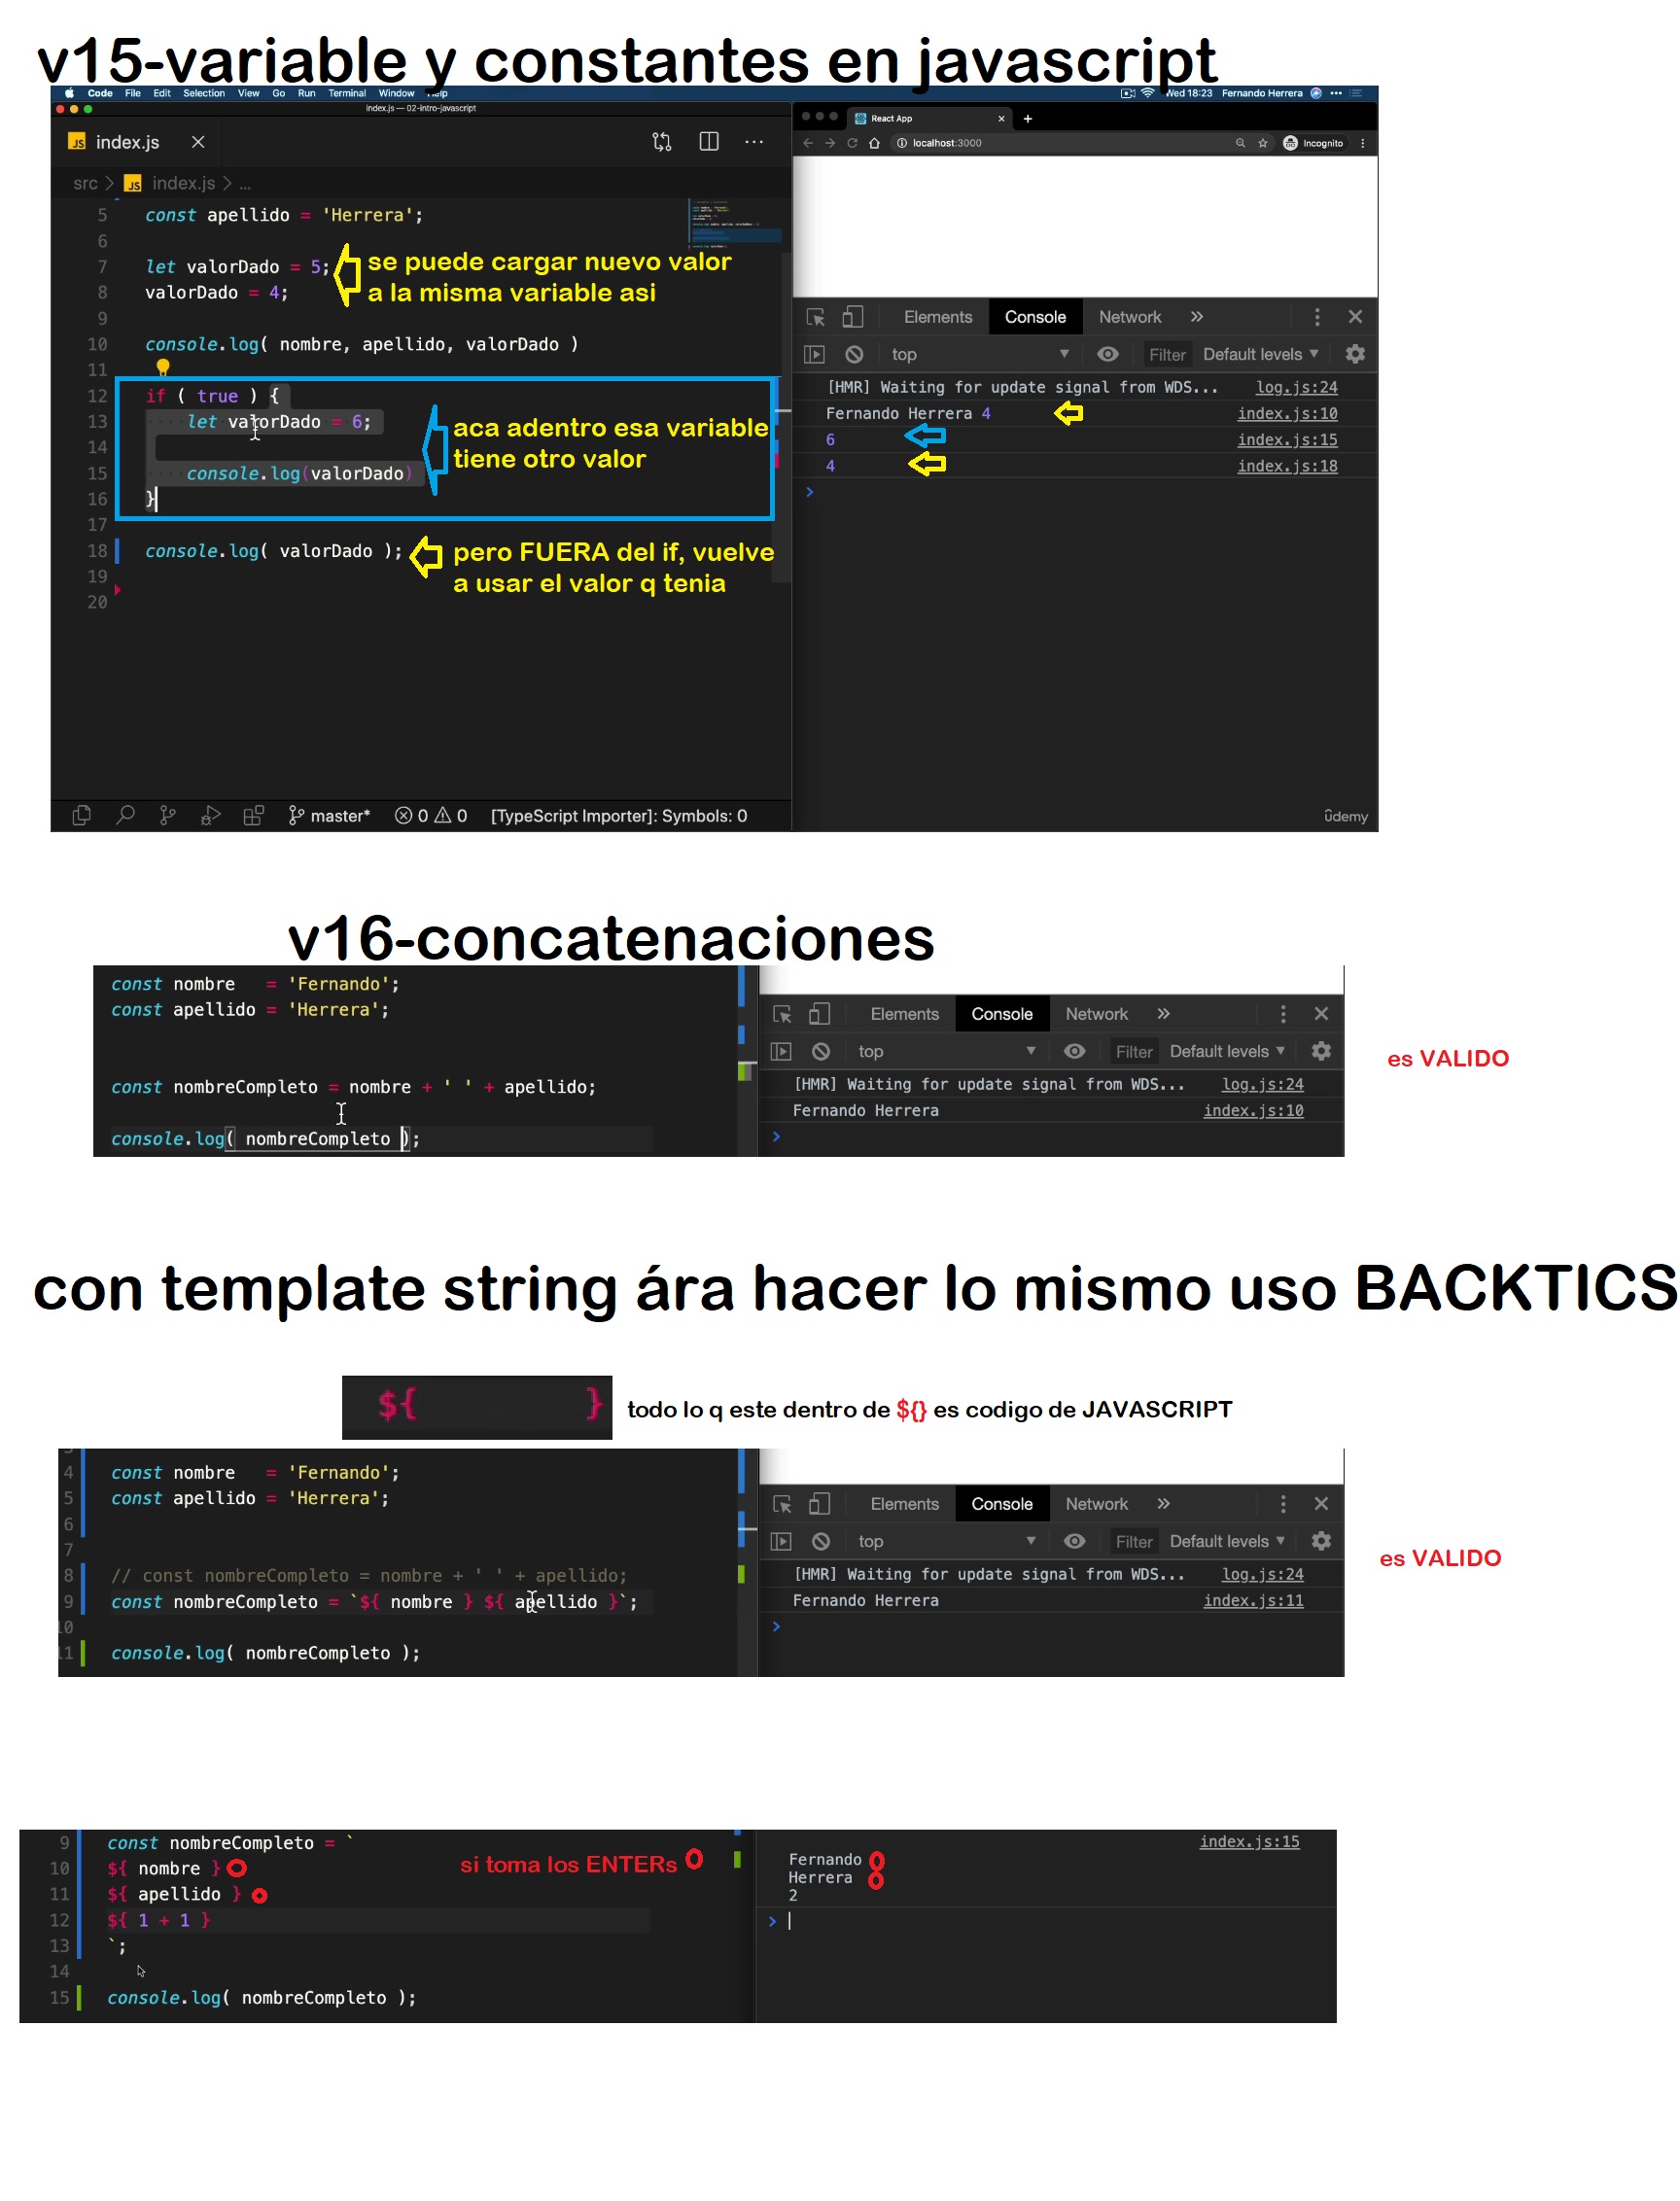 v15-variable y constantes en javascript
Code File Edit Selection View Go Run Terminal Window Help
Wed 18:23 Fernando Herrera
index.js — 02-intro-javascript
JS index.js
src > JS index.js > ...
5 const apellido = 'Herrera';
6
7 let valorDado = 5;
8 valorDado = 4;
se puede cargar nuevo valor
a la misma variable asi
9
10 console.log( nombre, apellido, valorDado )
11
12 if ( true ) {
13 let valorDado = 6;
14
15 console.log(valorDado)
16 }
aca adentro esa variable
tiene otro valor
17
18 console.log( valorDado );
19
20
pero FUERA del if, vuelve
a usar el valor q tenia
master* 0 0 [TypeScript Importer]: Symbols: 0
React App
localhost:3000
Incognito
Elements Console Network »
top Filter Default levels
[HMR] Waiting for update signal from WDS... log.js:24
Fernando Herrera 4 index.js:10
6 index.js:15
4 index.js:18
>
ûdemy
v16-concatenaciones
const nombre = 'Fernando';
const apellido = 'Herrera';
const nombreCompleto = nombre + ' ' + apellido;
console.log( nombreCompleto );
Elements Console Network »
top Filter Default levels
[HMR] Waiting for update signal from WDS... log.js:24
Fernando Herrera index.js:10
>
es VALIDO
con template string ára hacer lo mismo uso BACKTICS
${ }
todo lo q este dentro de ${} es codigo de JAVASCRIPT
4 const nombre = 'Fernando';
5 const apellido = 'Herrera';
6
7
8 // const nombreCompleto = nombre + ' ' + apellido;
9 const nombreCompleto = `${ nombre } ${ apellido }`;
10
11 console.log( nombreCompleto );
Elements Console Network »
top Filter Default levels
[HMR] Waiting for update signal from WDS... log.js:24
Fernando Herrera index.js:11
>
es VALIDO
9 const nombreCompleto = `
10 ${ nombre }
11 ${ apellido }
12 ${ 1 + 1 }
13 `;
14
15 console.log( nombreCompleto );
si toma los ENTERs
index.js:15
Fernando
Herrera
2
>